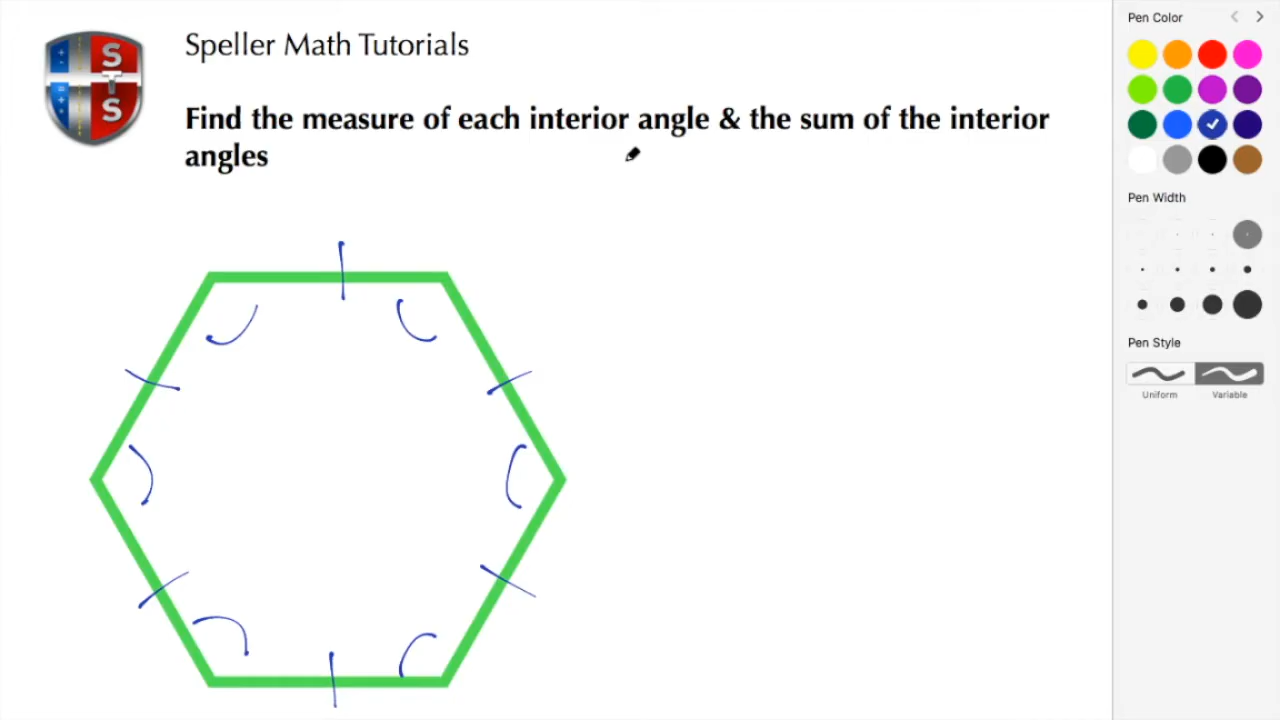 Speller Math Tutorials
S
T
S
Find the measure of each interior angle & the sum of the interior
angles
Pen Color
Pen Width
Pen Style
Uniform
Variable